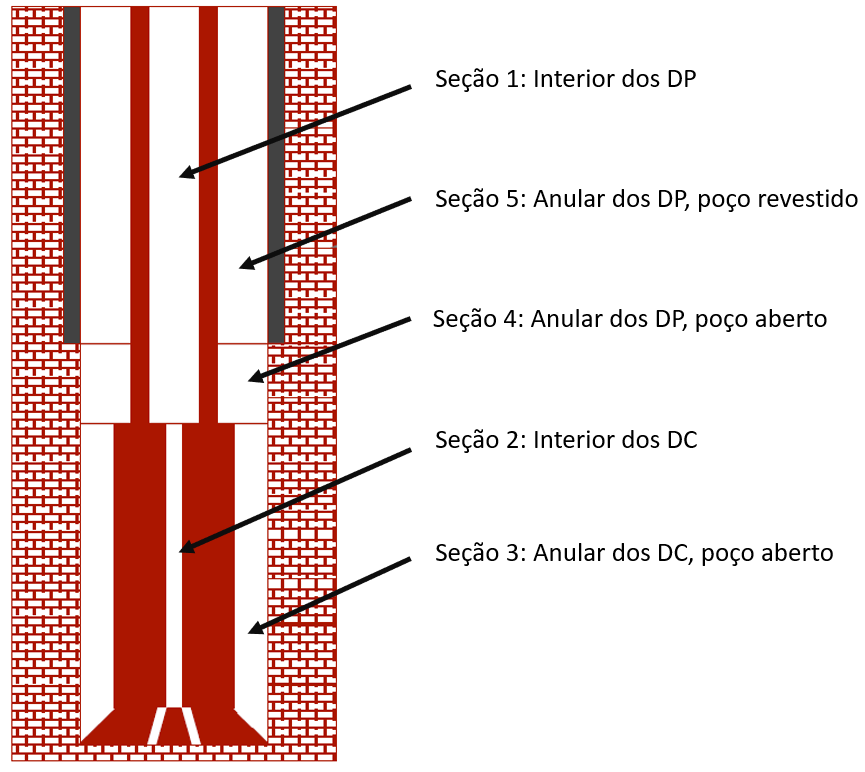 Seção 1: Interior dos DP
Seção 5: Anular dos DP, poço revestido
Seção 4: Anular dos DP, poço aberto
Seção 2: Interior dos DC
Seção 3: Anular dos DC, poço aberto